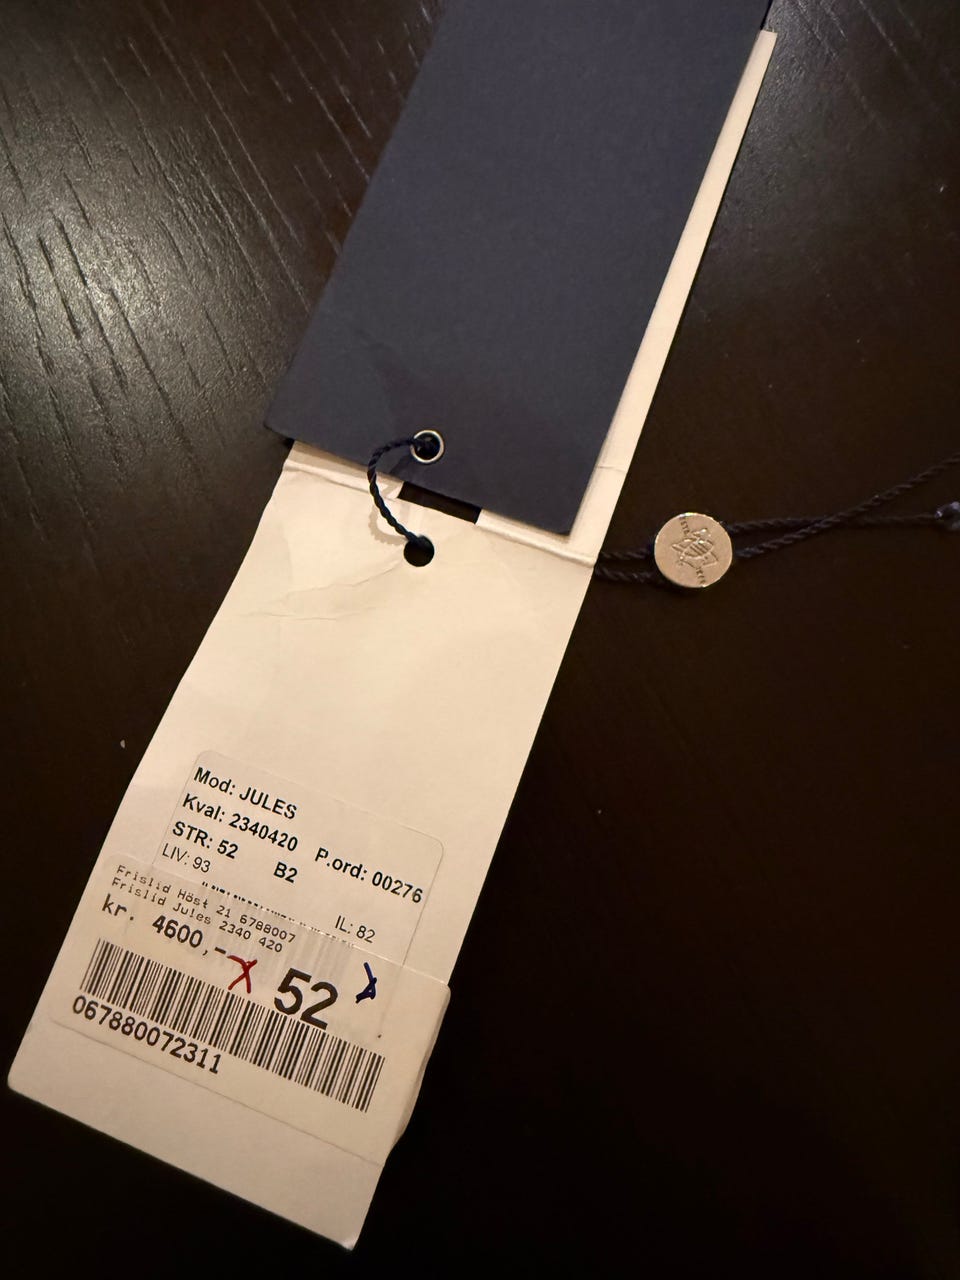 Mod: JULES
Kval: 2340420
P.ord: 00276
STR: 52
B2
LIV: 93
IL: 82
Frislid Höst 21 6788007
Frislid Jules 2340 420
kr. 4600,-
52
067880072311